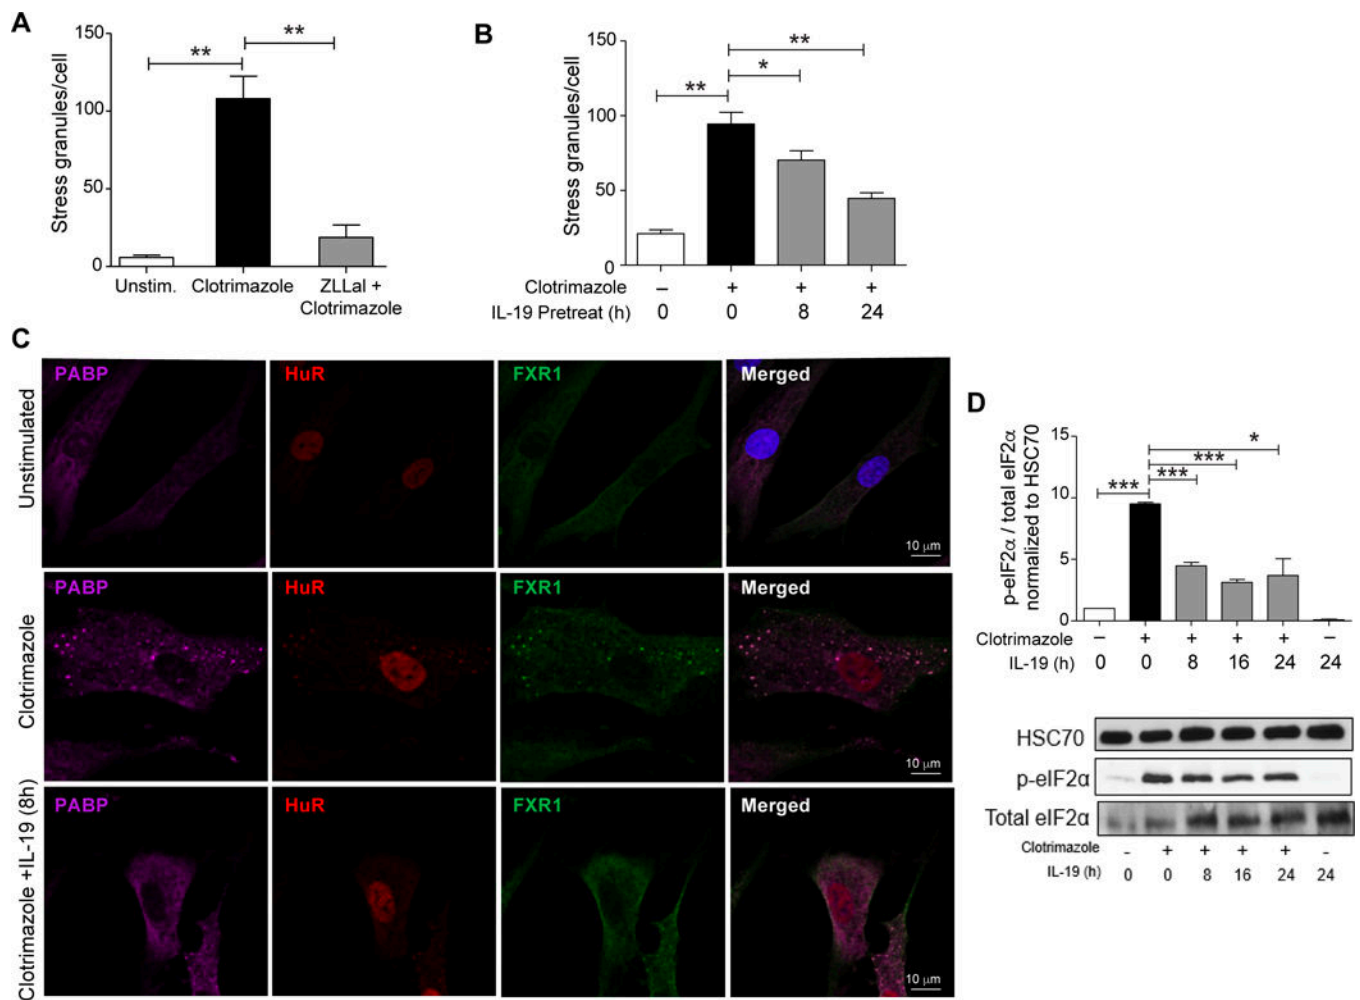 A
Stress granules/cell
150
100
50
0
** **
Unstim. Clotrimazole ZLLal +
Clotrimazole
B
Stress granules/cell
150
100
50
0
**
*
**
Clotrimazole – + + +
IL-19 Pretreat (h) 0 0 8 24
C
Unstimulated
PABP HuR FXR1 Merged
10 μm
Clotrimazole
PABP HuR FXR1 Merged
10 μm
Clotrimazole +IL-19 (8h)
PABP HuR FXR1 Merged
10 μm
D
p-eIF2α / total eIF2α
normalized to HSC70
15
10
5
0
*
***
***
***
Clotrimazole – + + + + –
IL-19 (h) 0 0 8 16 24 24
HSC70
p-eIF2α
Total eIF2α
Clotrimazole - + + + + -
IL-19 (h) 0 0 8 16 24 24